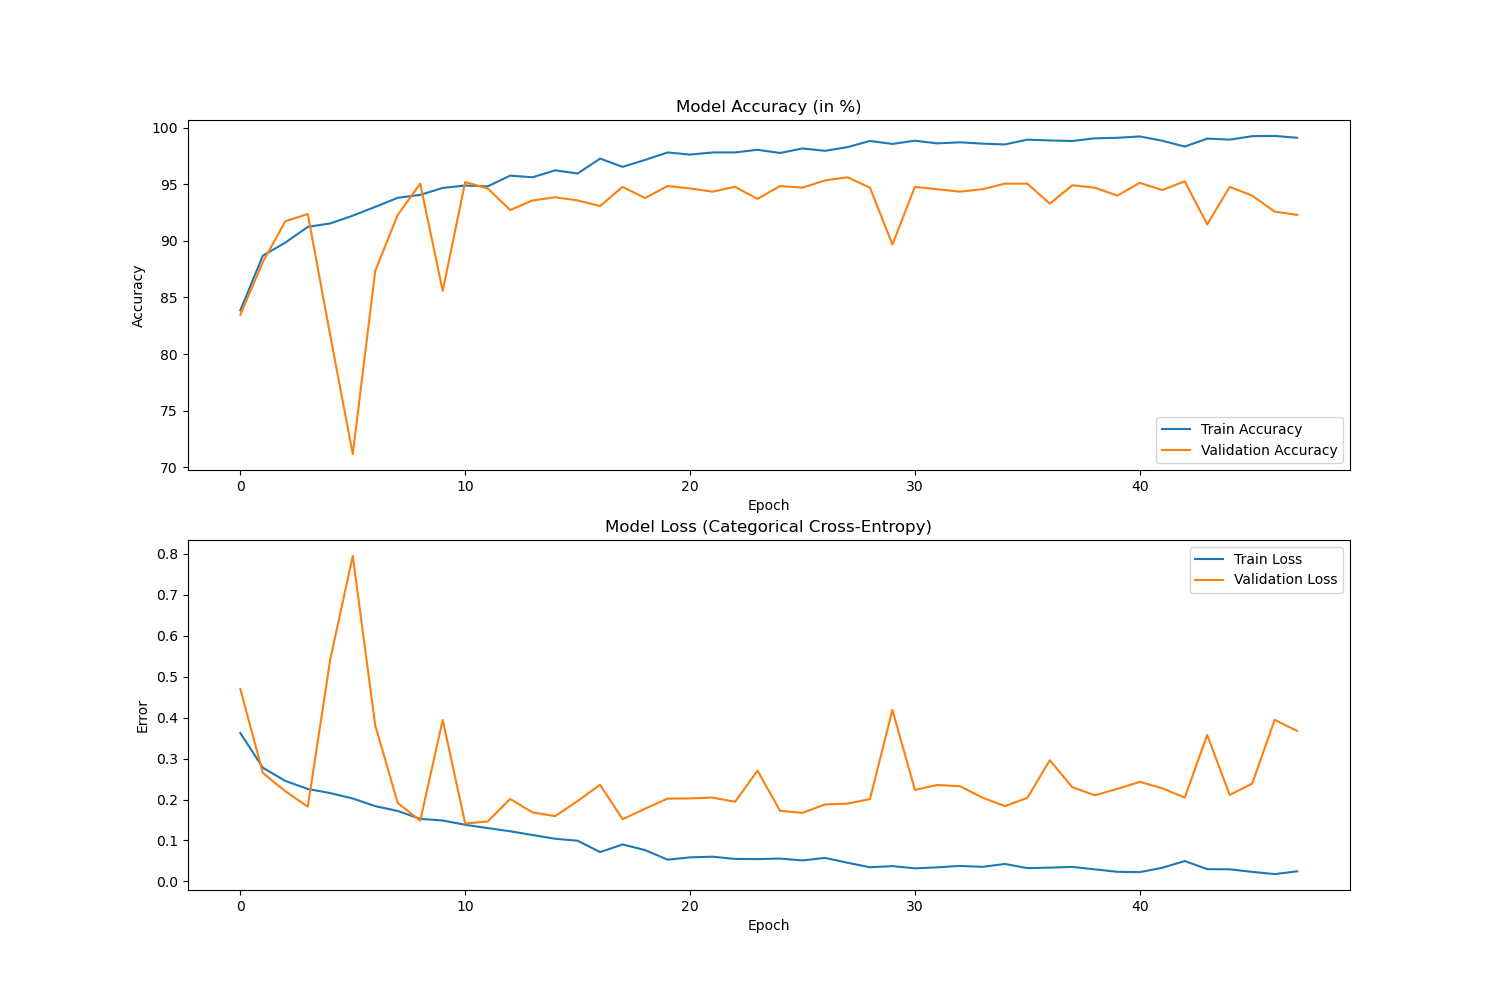 Model Accuracy (in %)
100
95
90
85
80
75
70
Accuracy
Train Accuracy
Validation Accuracy
0 10 20 30 40
Epoch
Model Loss (Categorical Cross-Entropy)
0.8
0.7
0.6
0.5
0.4
0.3
0.2
0.1
0.0
Error
Train Loss
Validation Loss
0 10 20 30 40
Epoch